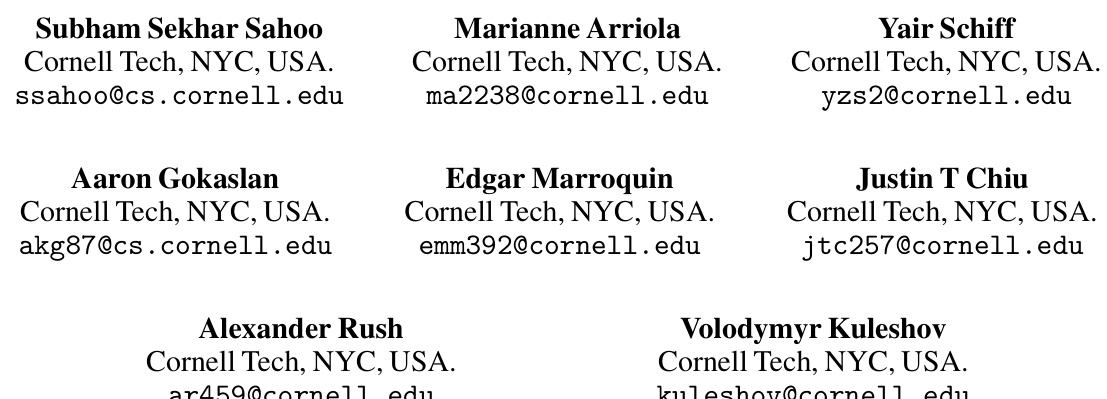 Subham Sekhar Sahoo
Cornell Tech, NYC, USA.
ssahoo@cs.cornell.edu
Marianne Arriola
Cornell Tech, NYC, USA.
ma2238@cornell.edu
Yair Schiff
Cornell Tech, NYC, USA.
yzs2@cornell.edu
Aaron Gokaslan
Cornell Tech, NYC, USA.
akg87@cs.cornell.edu
Edgar Marroquin
Cornell Tech, NYC, USA.
emm392@cornell.edu
Justin T Chiu
Cornell Tech, NYC, USA.
jtc257@cornell.edu
Alexander Rush
Cornell Tech, NYC, USA.
ar459@cornell.edu
Volodymyr Kuleshov
Cornell Tech, NYC, USA.
kuleshov@cornell.edu